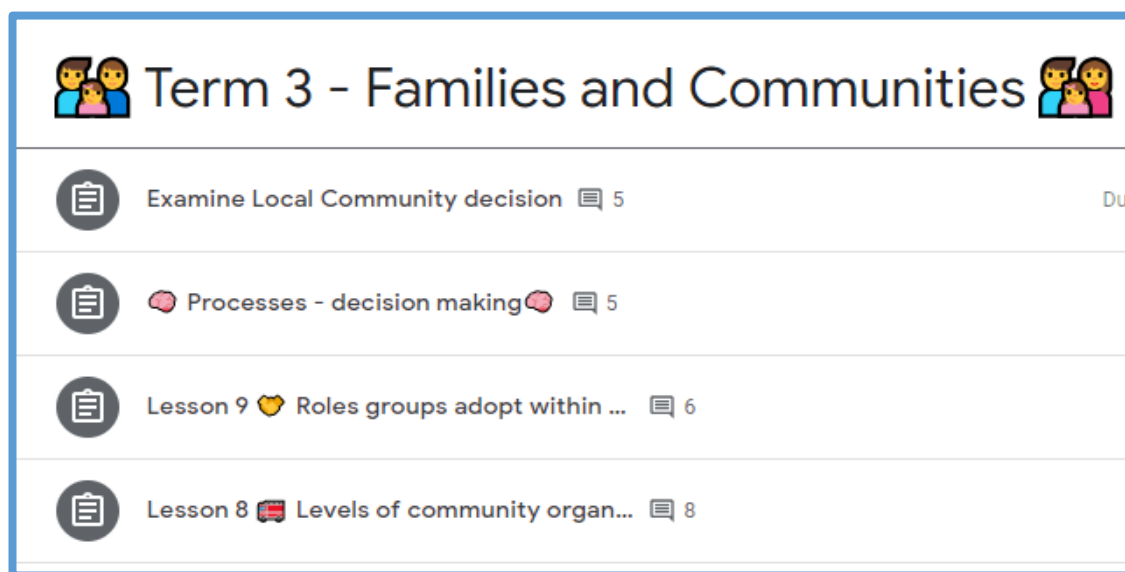 Term 3 - Families and Communities
Examine Local Community decision 5
Du
Processes - decision making 5
Lesson 9 Roles groups adopt within ... 6
Lesson 8 Levels of community organ... 8